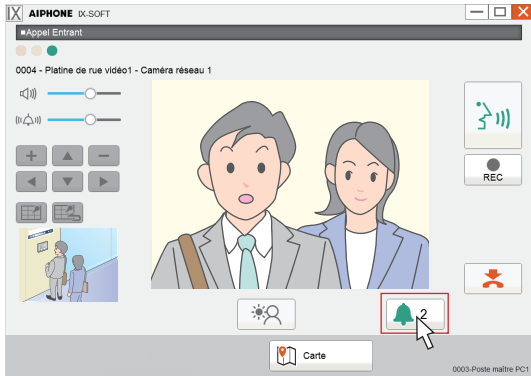 AIPHONE IX-SOFT
■Appel Entrant
0004 - Platine de rue vidéo1 - Caméra réseau 1
REC
2
Carte
0003-Poste maître PC1